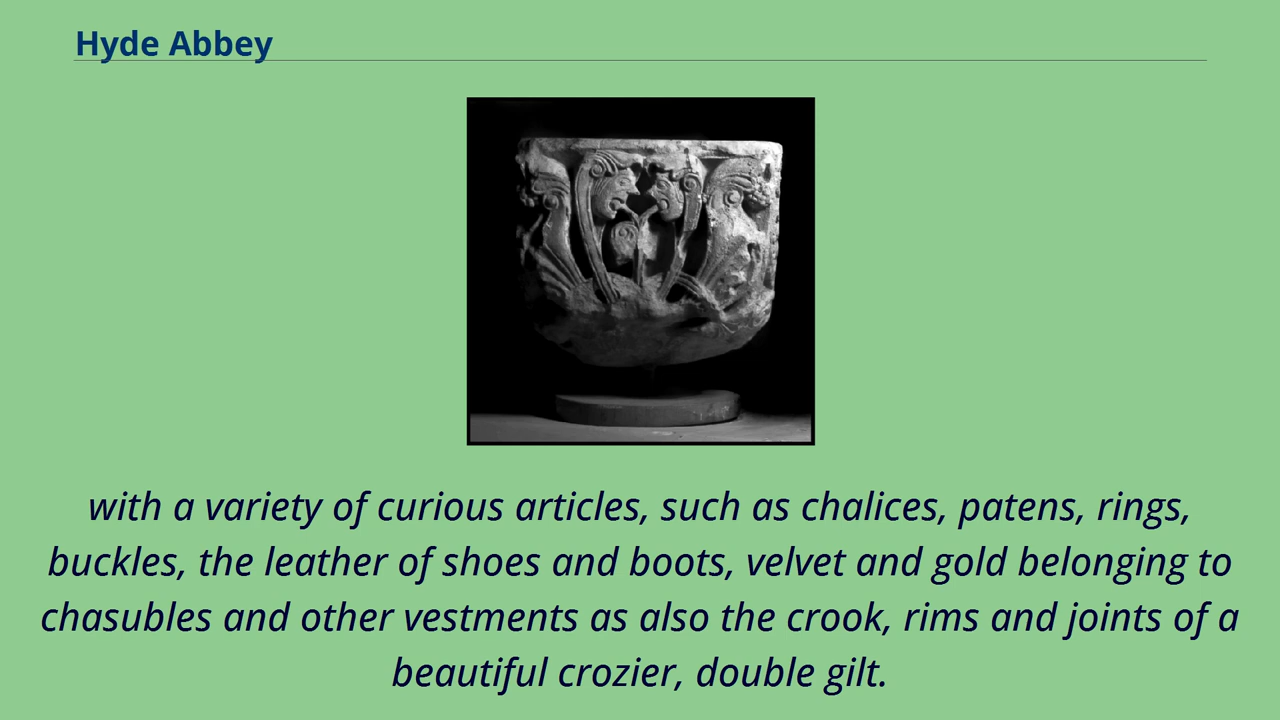 Hyde Abbey
with a variety of curious articles, such as chalices, patens, rings,
buckles, the leather of shoes and boots, velvet and gold belonging to
chasubles and other vestments as also the crook, rims and joints of a
beautiful crozier, double gilt.